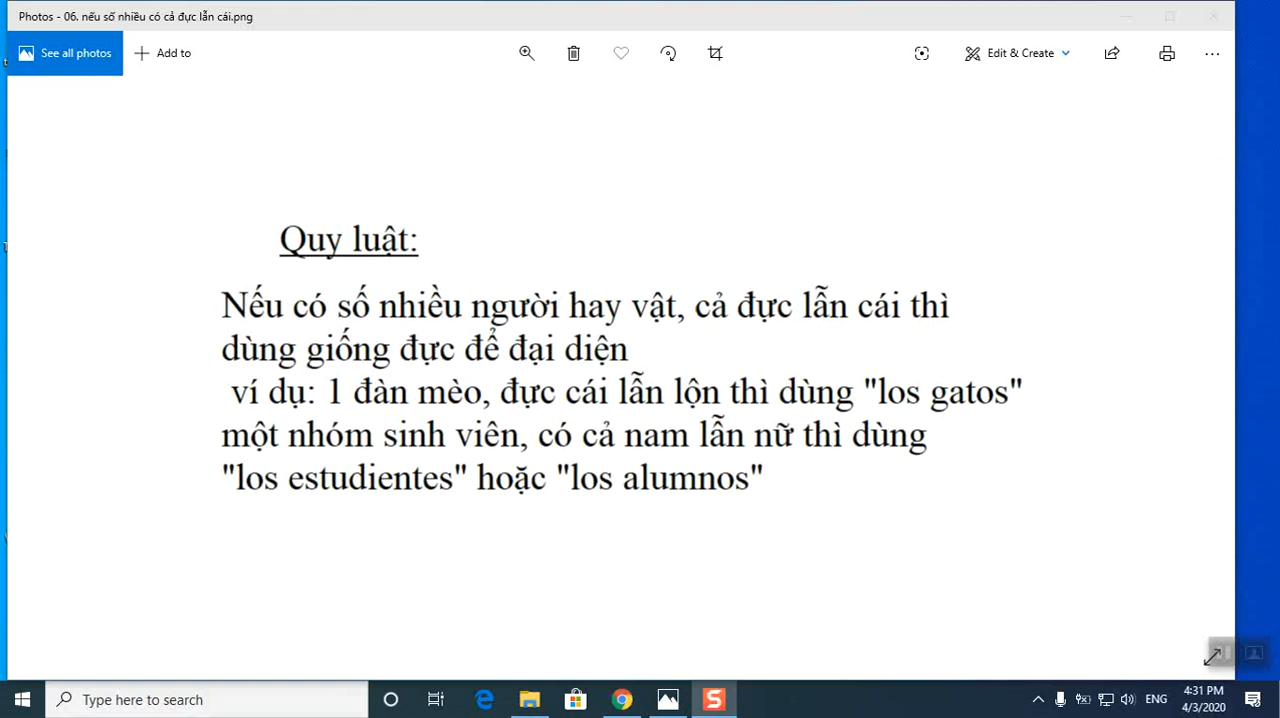 Photos - 06. nếu số nhiều có cả đực lẫn cái.png
See all photos
Add to
Edit & Create
Quy luật:
Nếu có số nhiều người hay vật, cả đực lẫn cái thì
dùng giống đực để đại diện
ví dụ: 1 đàn mèo, đực cái lẫn lộn thì dùng "los gatos"
một nhóm sinh viên, có cả nam lẫn nữ thì dùng
"los estudientes" hoặc "los alumnos"
Type here to search
ENG
4:31 PM
4/3/2020